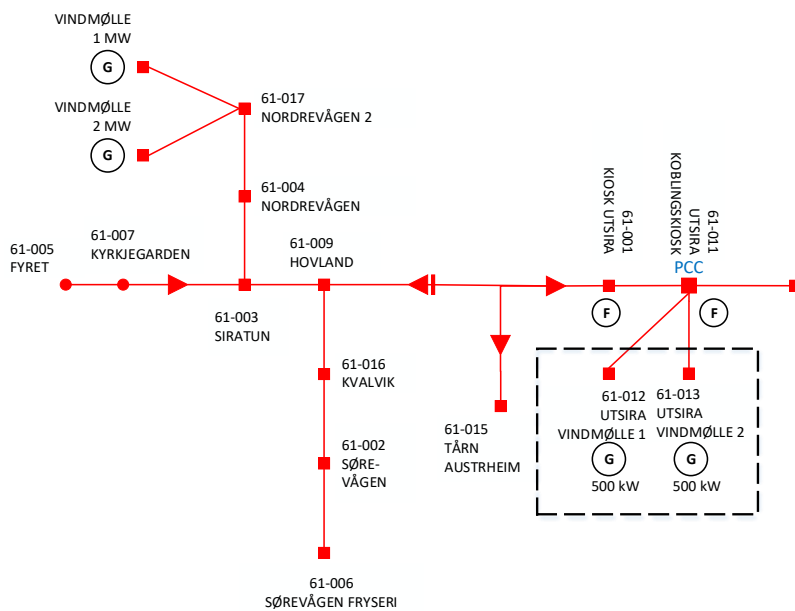 VINDMØLLE
1 MW
G
VINDMØLLE
2 MW
G
61-017
NORDREVÅGEN 2
61-004
NORDREVÅGEN
61-005
FYRET
61-007
KYRKJEGARDEN
61-009
HOVLAND
61-003
SIRATUN
61-016
KVALVIK
61-002
SØRE-
VÅGEN
61-006
SØREVÅGEN FRYSERI
61-015
TÅRN
AUSTRHEIM
61-001
KIOSK UTSIRA
61-011
UTSIRA
KOBLINGSKIOSK
PCC
F
F
61-012
UTSIRA
VINDMØLLE 1
G
500 kW
61-013
UTSIRA
VINDMØLLE 2
G
500 kW